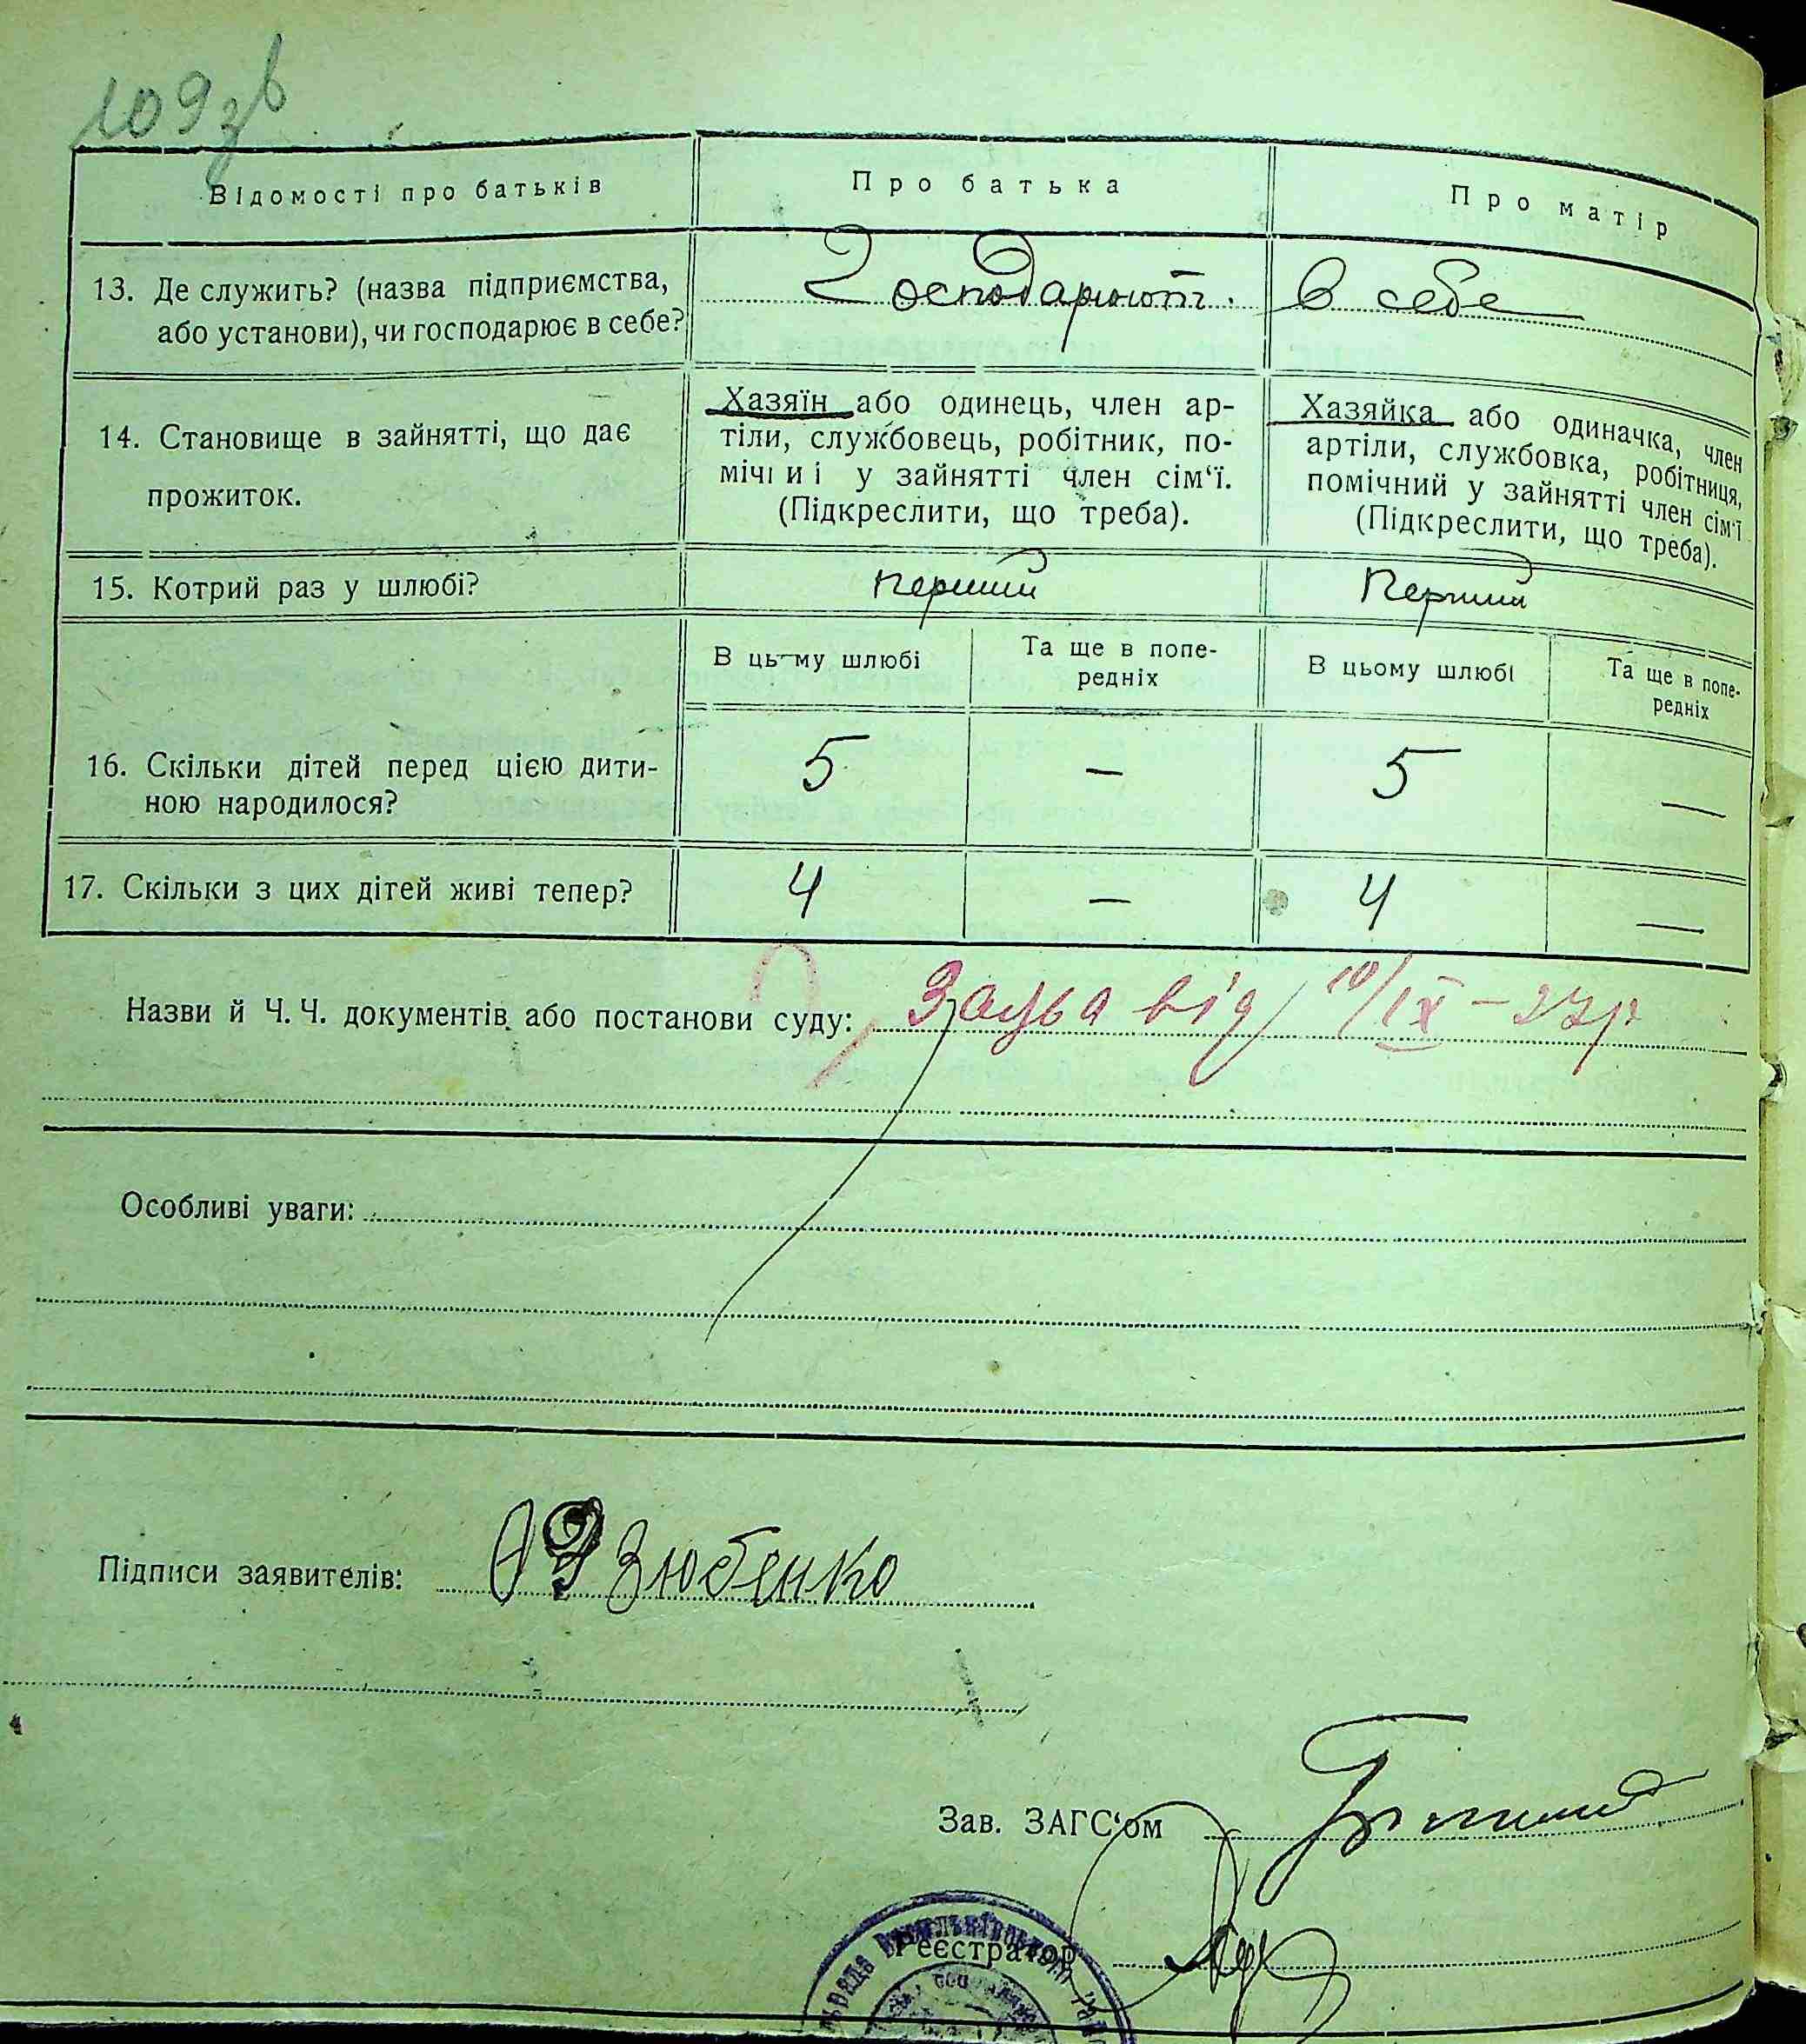 109зв
Відомості про батьків
Про батька
Про матір
13. Де служить? (назва підприємства,
або установи), чи господарює в себе?
Господарюют. в себе
14. Становище в зайнятті, що дає
прожиток.
Хазяїн або одинець, член ар-
тіли, службовець, робітник, по-
мічний у зайнятті член сім'ї.
(Підкреслити, що треба).
Хазяйка або одиначка, член
артіли, службовка, робітниця,
помічний у зайнятті член сім'ї
(Підкреслити, що треба).
15. Котрий раз у шлюбі?
перший
Перший
В цьому шлюбі
Та ще в попе-
редніх
В цьому шлюбі
Та ще в попе-
редніх
16. Скільки дітей перед цією дити-
ною народилося?
5 — 5 —
17. Скільки з цих дітей живі тепер?
4 — 4 —
Назви й Ч. Ч. документів або постанови суду: Заява від 10/IX – 27р
Особливі уваги:
Підписи заявителів: Зюбенко
Зав. ЗАГС'ом
Реєстратор